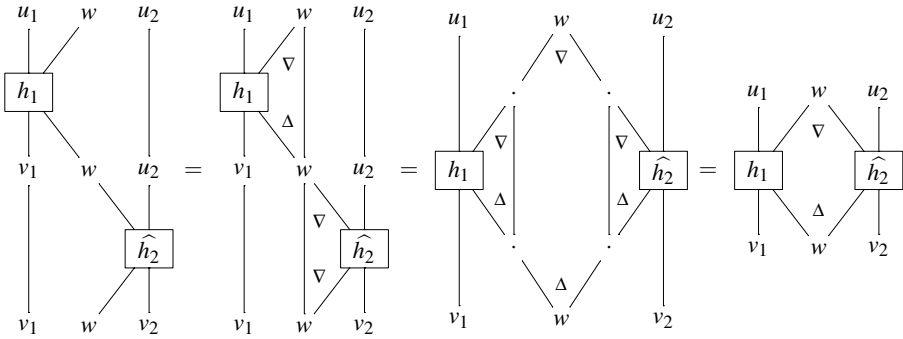 u₁ w u₂ u₁ w u₂ u₁ w u₂
∇ ∇
h₁ h₁ · · u₁ w u₂
Δ ∇ ∇ ∇
v₁ w u₂ = v₁ w u₂ = h₁ ĥ₂ = h₁ ĥ₂
Δ Δ Δ
∇
ĥ₂ ĥ₂ · · v₁ w v₂
∇ Δ
v₁ w v₂ v₁ w v₂ v₁ w v₂